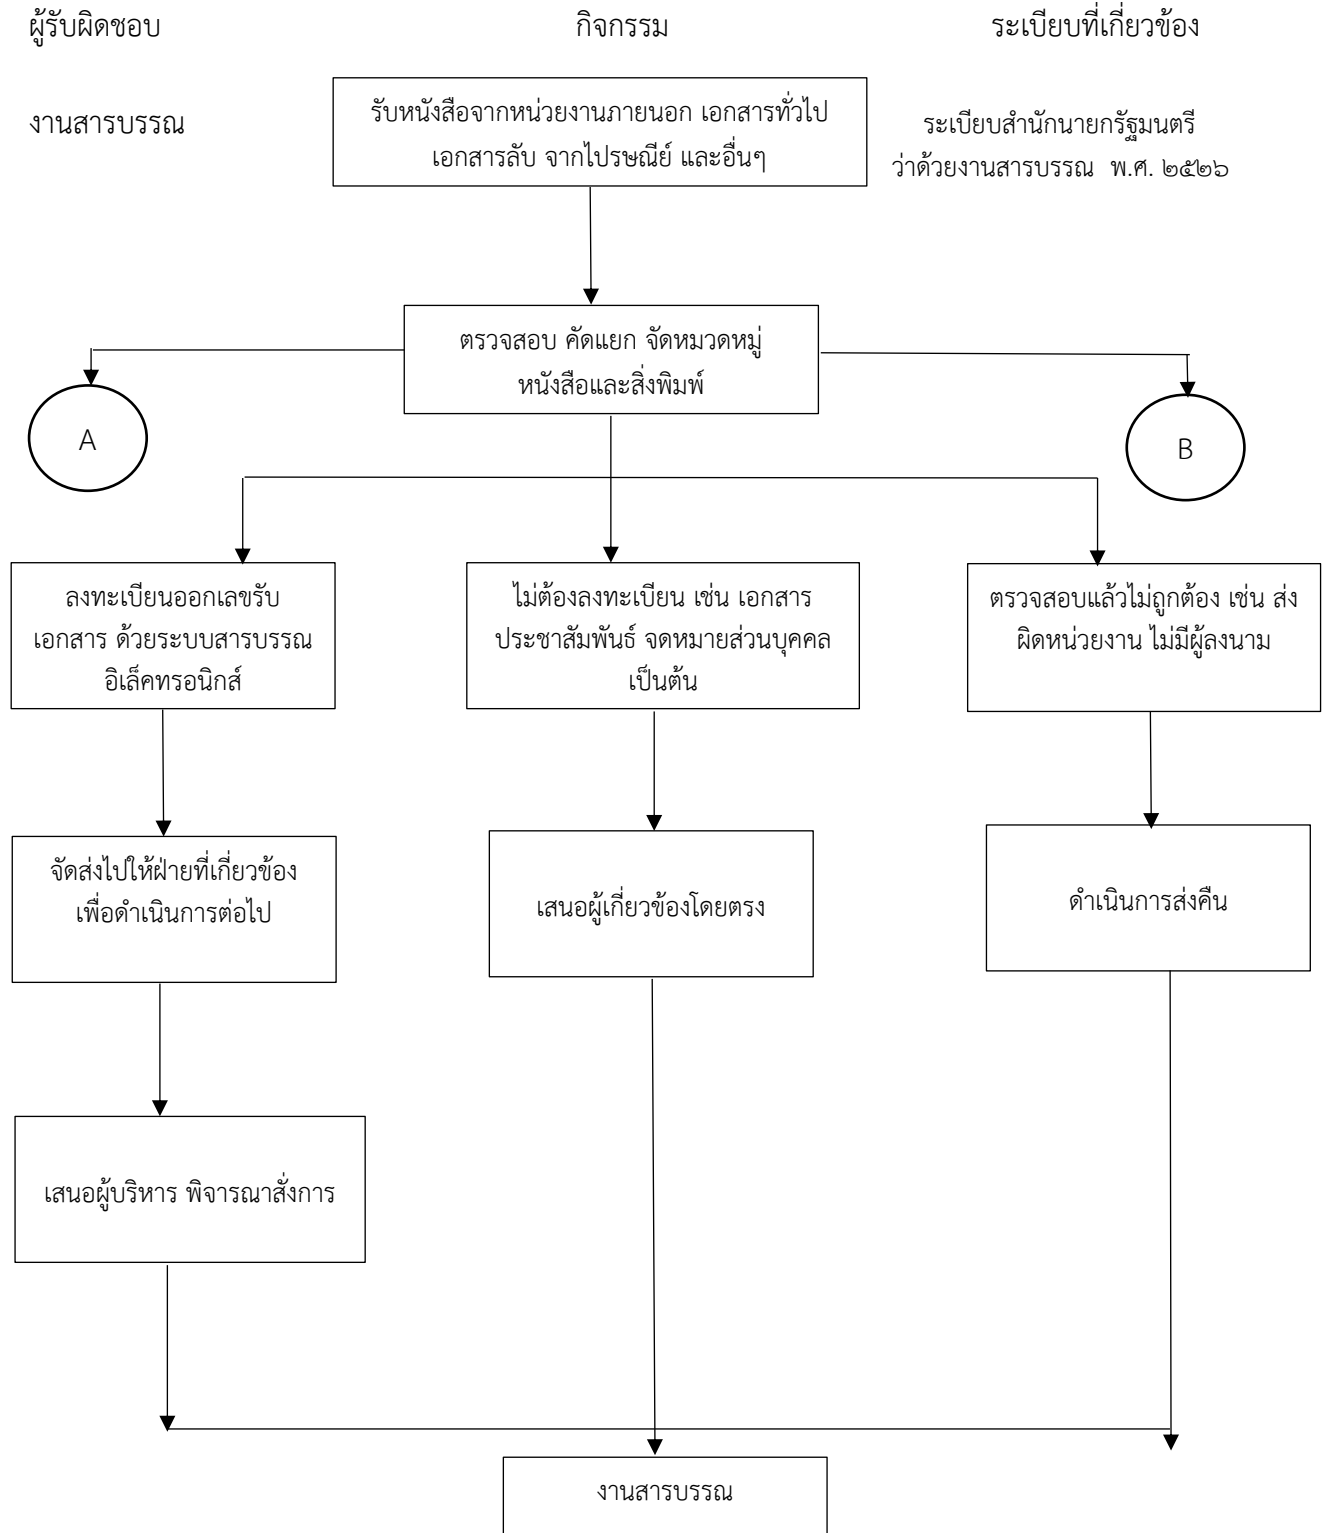 ผู้รับผิดชอบ
กิจกรรม
ระเบียบที่เกี่ยวข้อง
งานสารบรรณ
รับหนังสือจากหน่วยงานภายนอก เอกสารทั่วไป
เอกสารลับ จากไปรษณีย์ และอื่นๆ
ระเบียบสำนักนายกรัฐมนตรี
ว่าด้วยงานสารบรรณ พ.ศ. ๒๕๒๖
ตรวจสอบ คัดแยก จัดหมวดหมู่
หนังสือและสิ่งพิมพ์
A
B
ลงทะเบียนออกเลขรับ
เอกสาร ด้วยระบบสารบรรณ
อิเล็คทรอนิกส์
ไม่ต้องลงทะเบียน เช่น เอกสาร
ประชาสัมพันธ์ จดหมายส่วนบุคคล
เป็นต้น
ตรวจสอบแล้วไม่ถูกต้อง เช่น ส่ง
ผิดหน่วยงาน ไม่มีผู้ลงนาม
จัดส่งไปให้ฝ่ายที่เกี่ยวข้อง
เพื่อดำเนินการต่อไป
เสนอผู้เกี่ยวข้องโดยตรง
ดำเนินการส่งคืน
เสนอผู้บริหาร พิจารณาสั่งการ
งานสารบรรณ